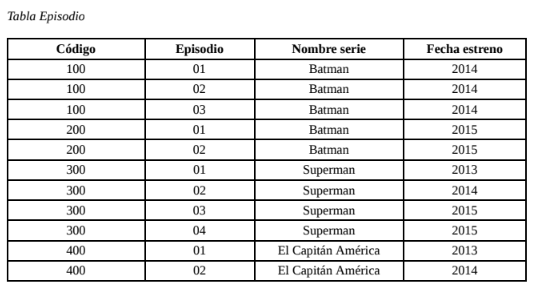 Tabla Episodio
Código Episodio Nombre serie Fecha estreno
100 01 Batman 2014
100 02 Batman 2014
100 03 Batman 2014
200 01 Batman 2015
200 02 Batman 2015
300 01 Superman 2013
300 02 Superman 2014
300 03 Superman 2015
300 04 Superman 2015
400 01 El Capitán América 2013
400 02 El Capitán América 2014